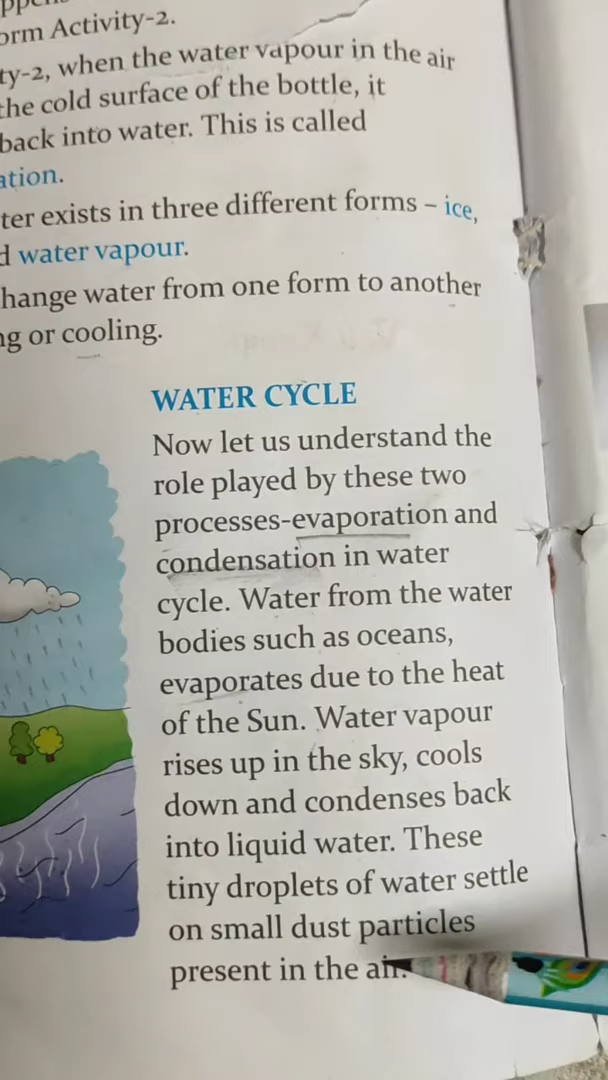 orm Activity-2.
ty-2, when the water vapour in the air
the cold surface of the bottle, it
back into water. This is called
ation.
ter exists in three different forms – ice,
d water vapour.
hange water from one form to another
ng or cooling.
WATER CYCLE
Now let us understand the
role played by these two
processes-evaporation and
condensation in water
cycle. Water from the water
bodies such as oceans,
evaporates due to the heat
of the Sun. Water vapour
rises up in the sky, cools
down and condenses back
into liquid water. These
tiny droplets of water settle
on small dust particles
present in the air.